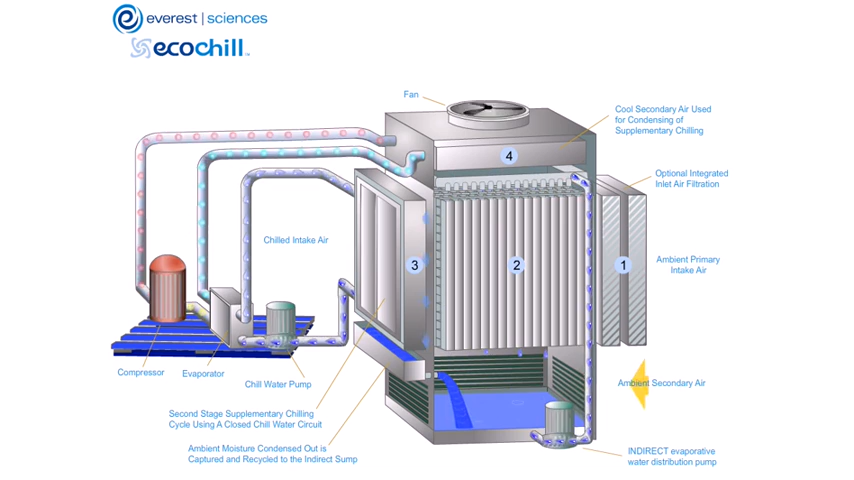 everest | sciences
ecochill™
Fan
Cool Secondary Air Used
for Condensing of
Supplementary Chilling
4
Optional Integrated
Inlet Air Filtration
Chilled Intake Air
3
2
1
Ambient Primary
Intake Air
Compressor
Evaporator
Chill Water Pump
Ambient Secondary Air
Second Stage Supplementary Chilling
Cycle Using A Closed Chill Water Circuit
Ambient Moisture Condensed Out is
Captured and Recycled to the Indirect Sump
INDIRECT evaporative
water distribution pump